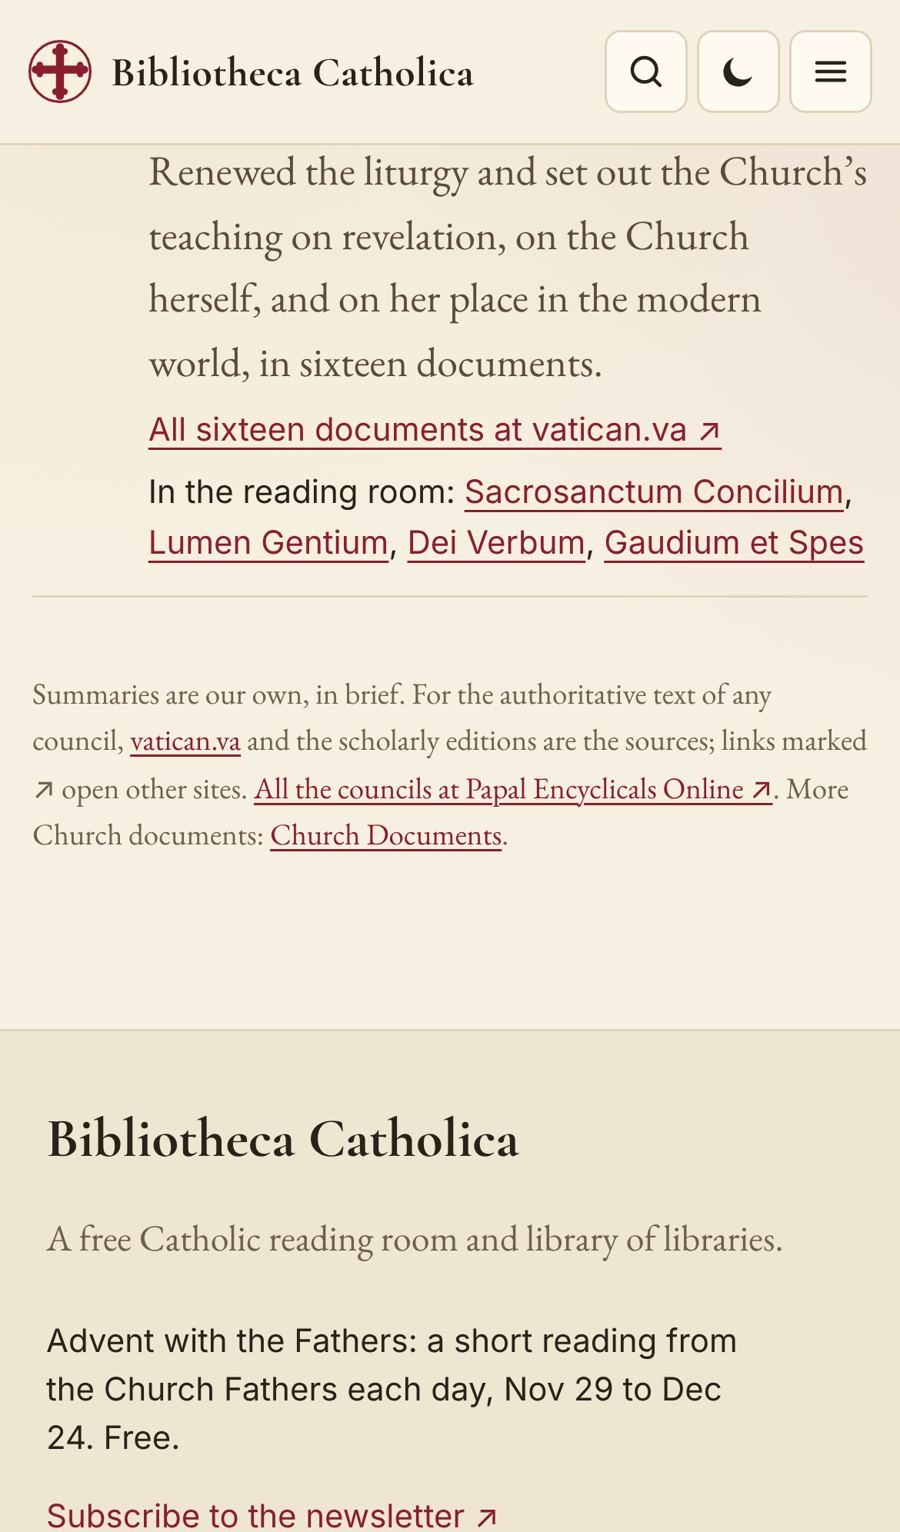 Bibliotheca Catholica
Renewed the liturgy and set out the Church’s
teaching on revelation, on the Church
herself, and on her place in the modern
world, in sixteen documents.
All sixteen documents at vatican.va ↗
In the reading room: Sacrosanctum Concilium,
Lumen Gentium, Dei Verbum, Gaudium et Spes
Summaries are our own, in brief. For the authoritative text of any
council, vatican.va and the scholarly editions are the sources; links marked
↗ open other sites. All the councils at Papal Encyclicals Online ↗. More
Church documents: Church Documents.
Bibliotheca Catholica
A free Catholic reading room and library of libraries.
Advent with the Fathers: a short reading from
the Church Fathers each day, Nov 29 to Dec
24. Free.
Subscribe to the newsletter ↗